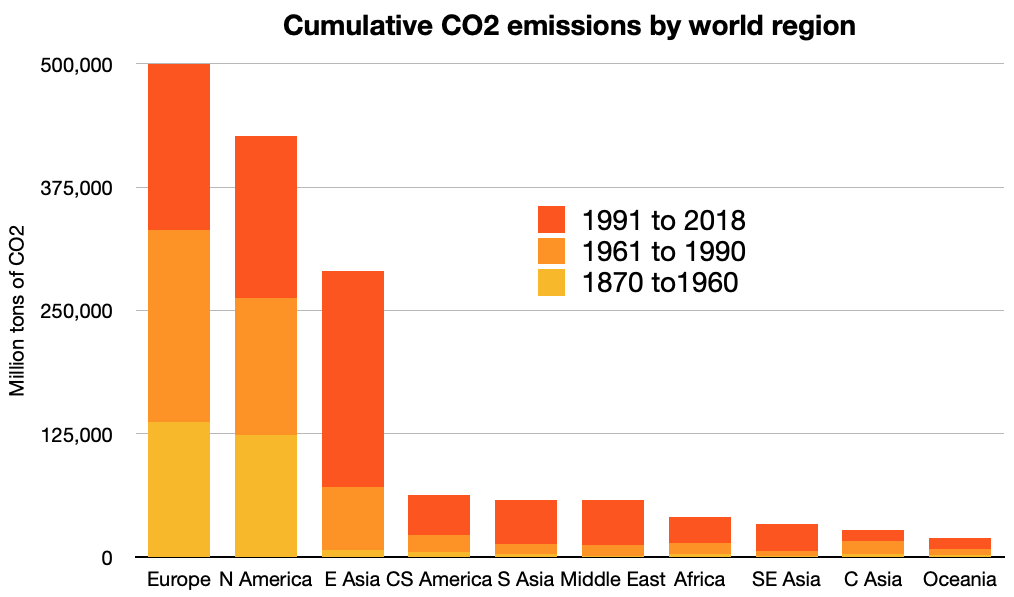 Cumulative CO2 emissions by world region
500,000
375,000
250,000
125,000
0
Million tons of CO2
1991 to 2018
1961 to 1990
1870 to1960
Europe N America E Asia CS America S Asia Middle East Africa SE Asia C Asia Oceania